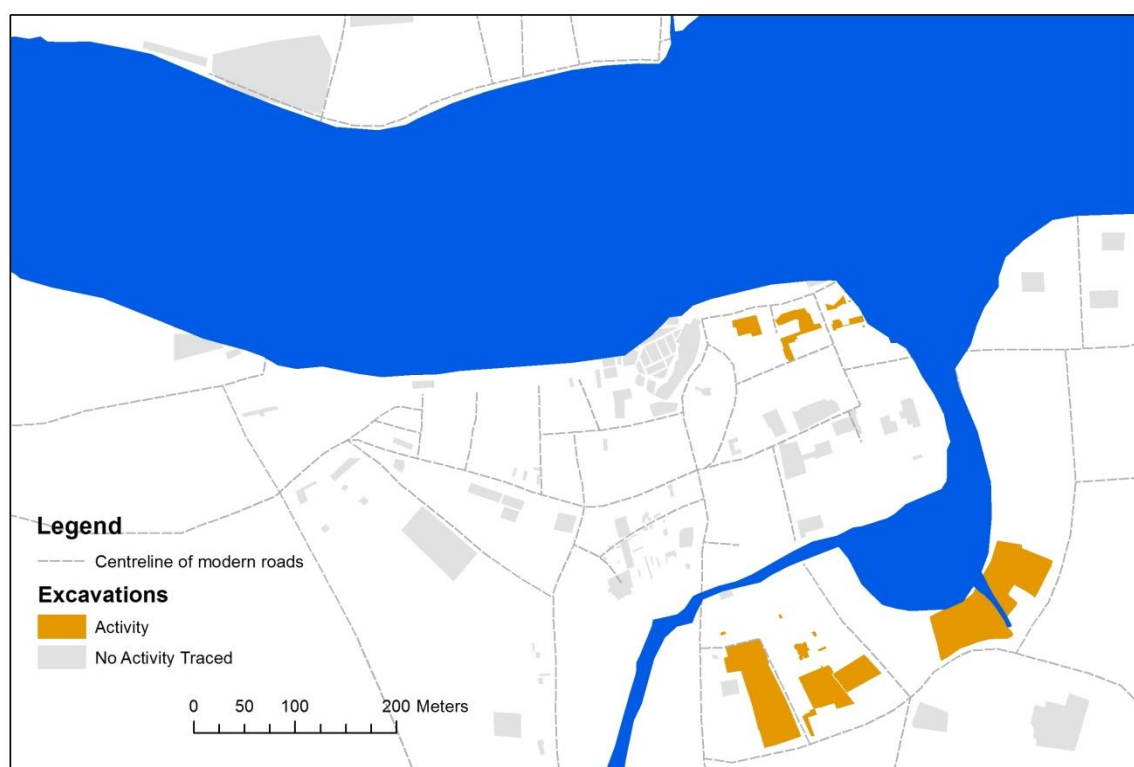 Legend
Centreline of modern roads
Excavations
Activity
No Activity Traced
0 50 100 200 Meters